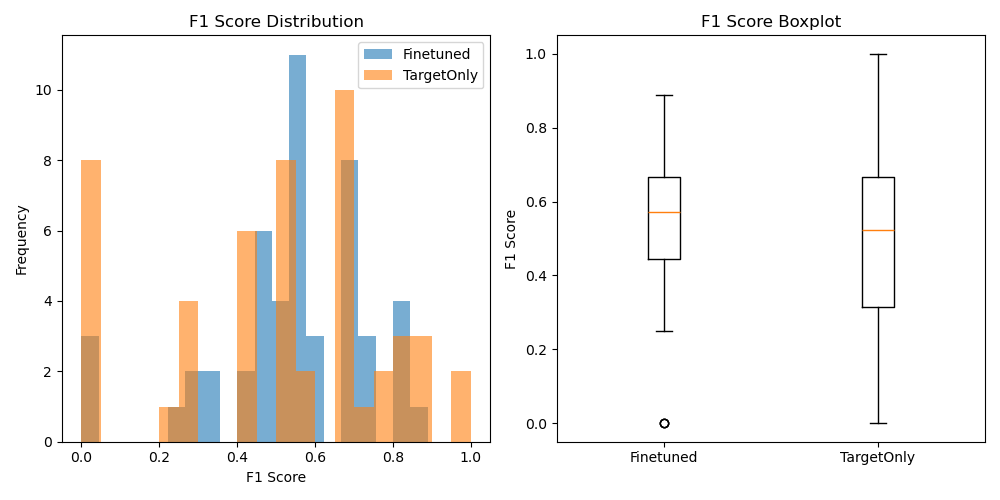 F1 Score Distribution
Finetuned
TargetOnly
10
8
6
4
2
0
Frequency
0.0 0.2 0.4 0.6 0.8 1.0
F1 Score
F1 Score Boxplot
1.0
0.8
0.6
0.4
0.2
0.0
F1 Score
Finetuned TargetOnly